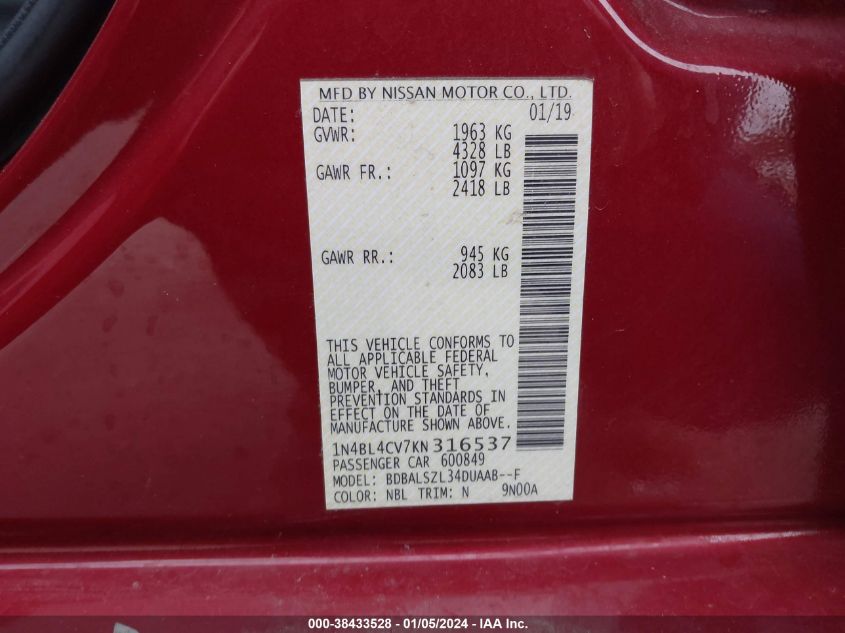 MFD BY NISSAN MOTOR CO., LTD.
DATE: 01/19
GVWR: 1963 KG
4328 LB
GAWR FR.: 1097 KG
2418 LB
GAWR RR.: 945 KG
2083 LB
THIS VEHICLE CONFORMS TO
ALL APPLICABLE FEDERAL
MOTOR VEHICLE SAFETY,
BUMPER, AND THEFT
PREVENTION STANDARDS IN
EFFECT ON THE DATE OF
MANUFACTURE SHOWN ABOVE.
1N4BL4CV7KN316537
PASSENGER CAR 600849
MODEL: BDBALSZL34DUAAB--F
COLOR: NBL TRIM: N 9N00A
000-38433528 - 01/05/2024 - IAAI.com